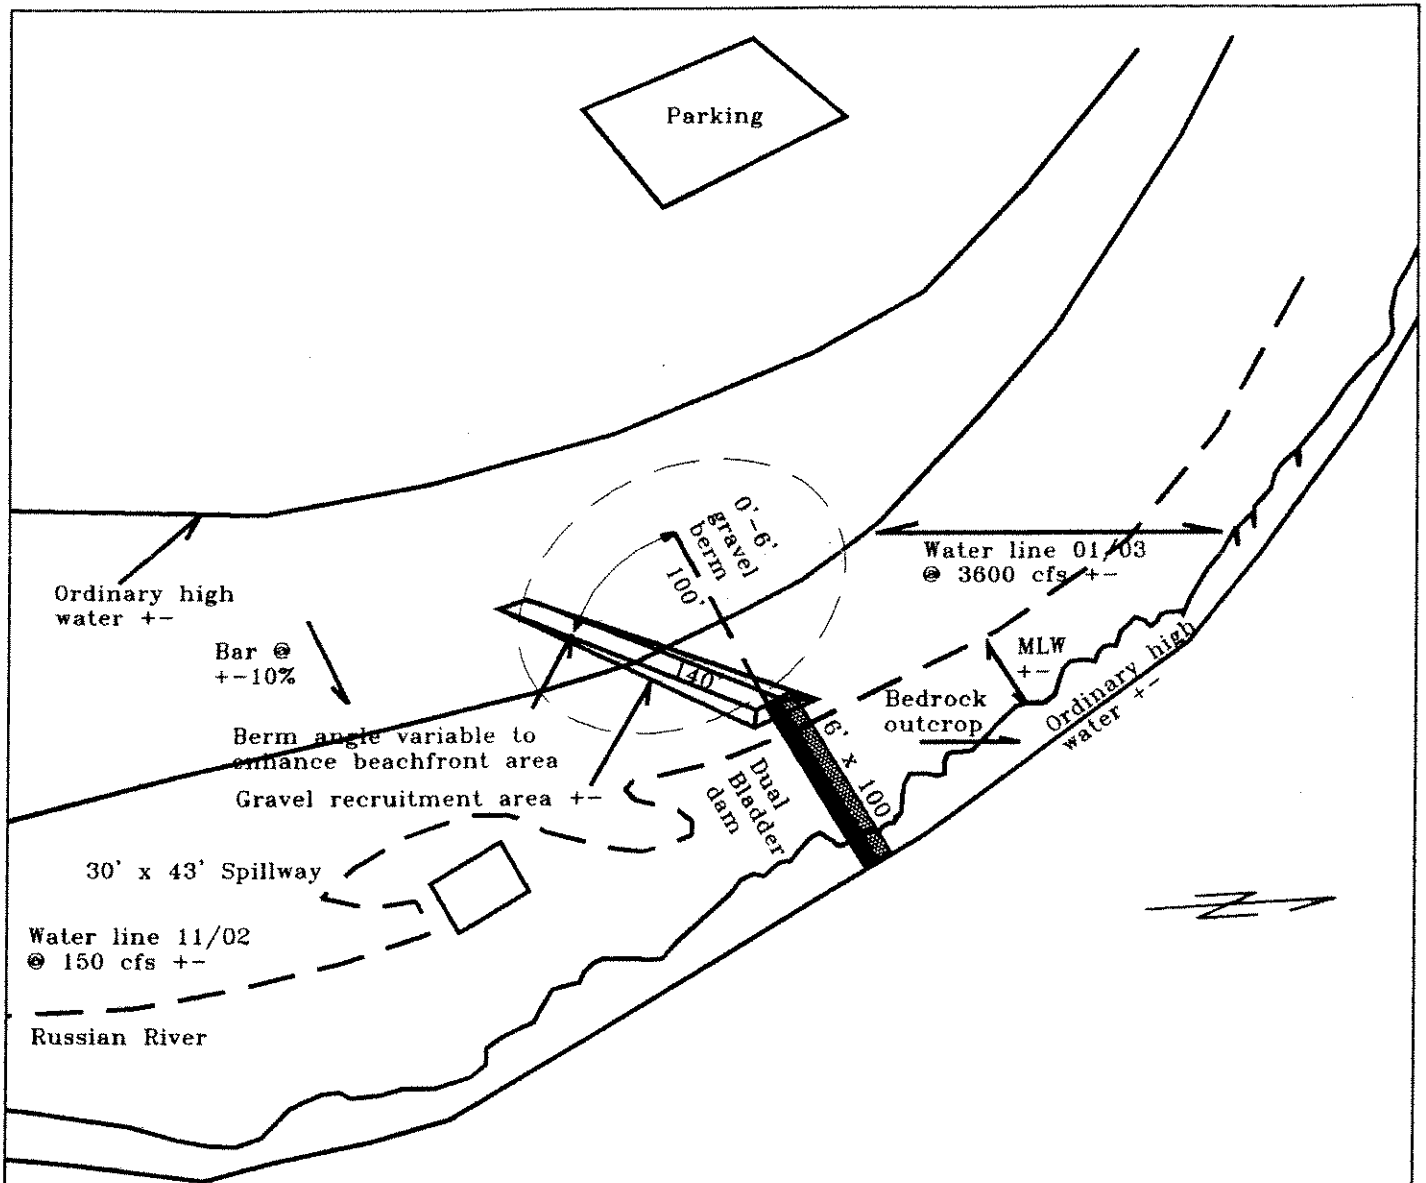 Parking
0'-6'
gravel
berm
100'
Water line 01/03
@ 3600 cfs +-
Ordinary high
water +-
Bar @
+-10%
40'
MLW
+-
Ordinary high
water +-
Bedrock
outcrop
6' x 100'
Berm angle variable to
enhance beachfront area
Gravel recruitment area +-
Dual
Bladder
dam
30' x 43' Spillway
Water line 11/02
@ 150 cfs +-
Russian River